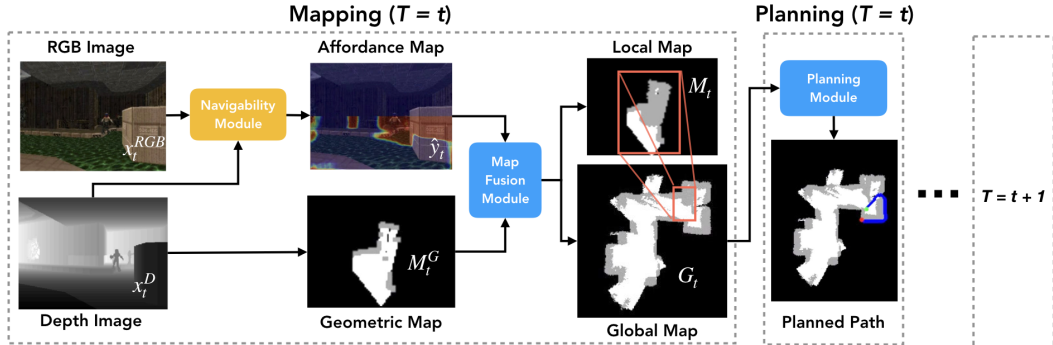 Mapping (T = t)
Planning (T = t)
RGB Image
Affordance Map
Local Map
Navigability
Module
Planning
Module
x_t^{RGB}
ŷ_t
M_t
Map
Fusion
Module
x_t^D
M_t^G
G_t
T = t + 1
Depth Image
Geometric Map
Global Map
Planned Path